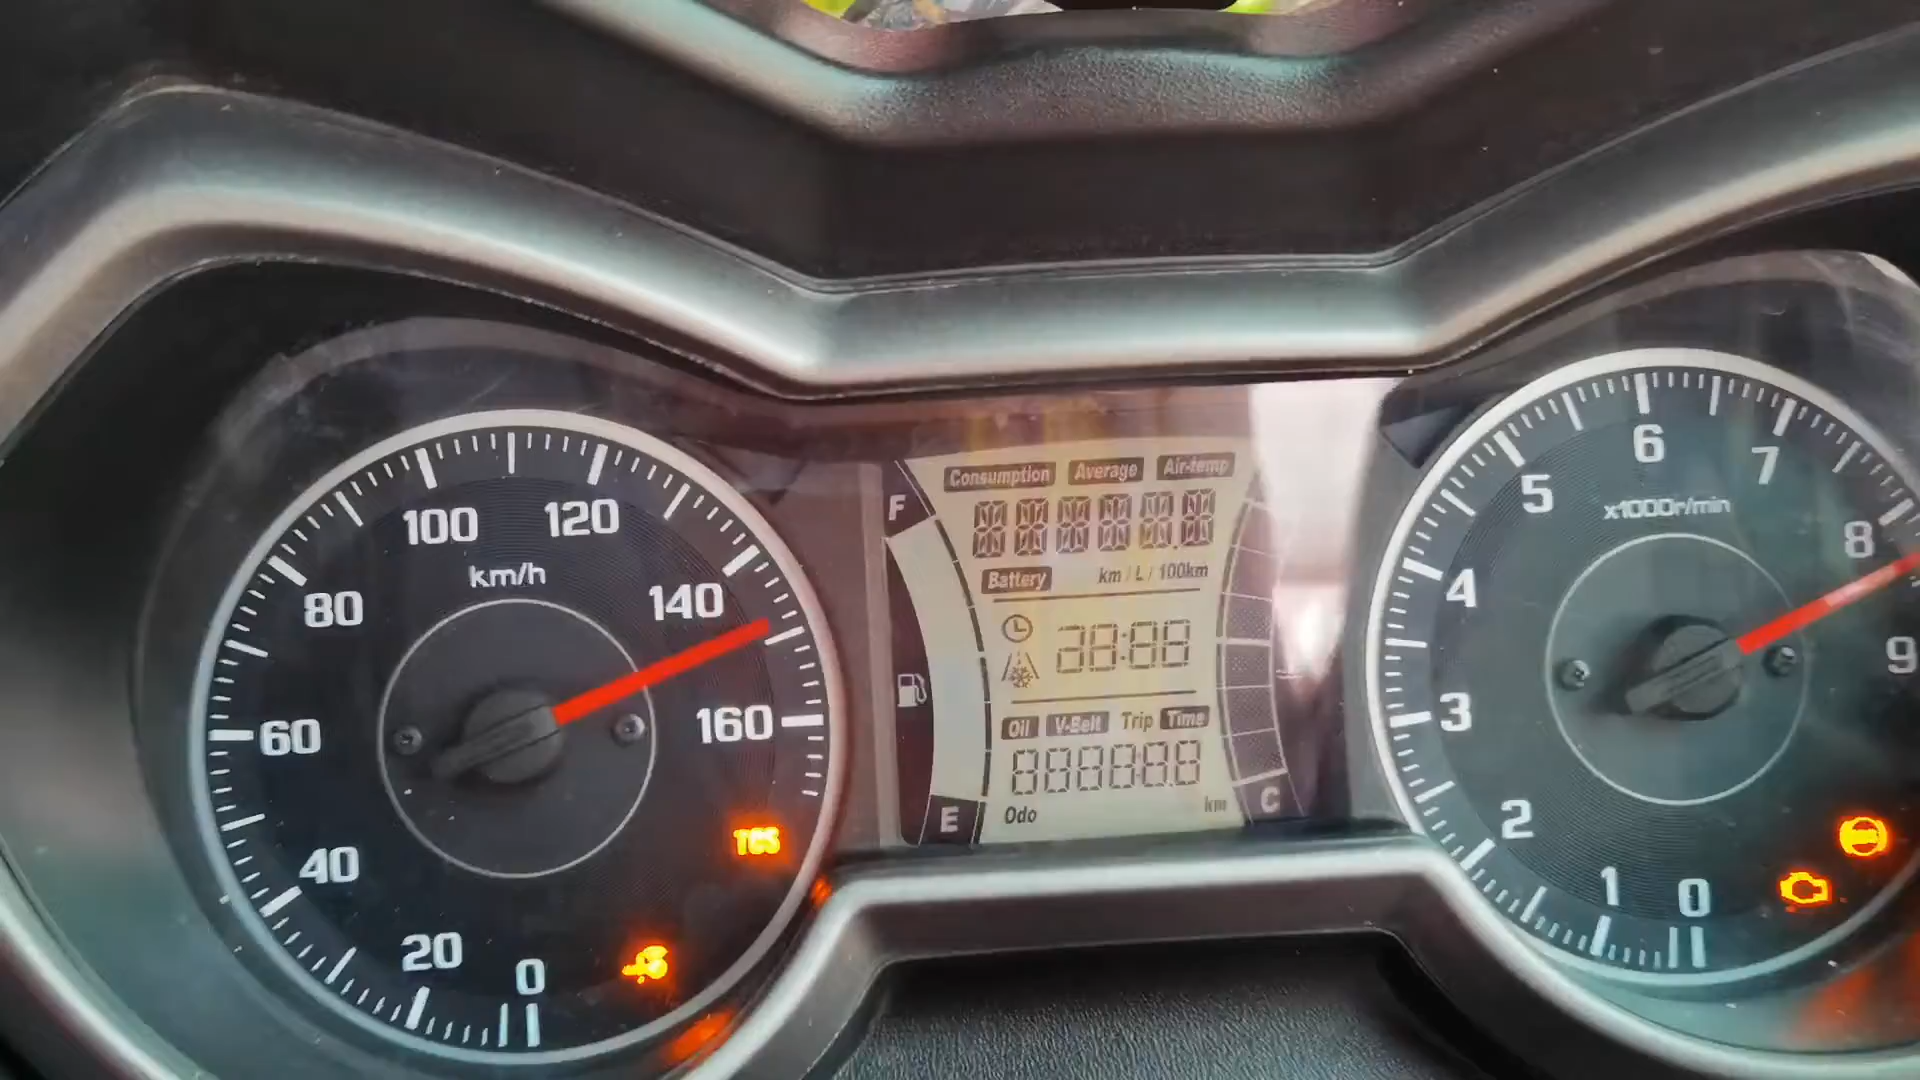 100
120
km/h
80
140
60
160
40
TCS
20
0
F
Consumption Average Air-temp
Battery km / L / 100km
88:88
Oil V-Belt Trip Time
88888.8
E
Odo km
C
6
5
7
x1000r/min
8
4
9
3
2
1
0